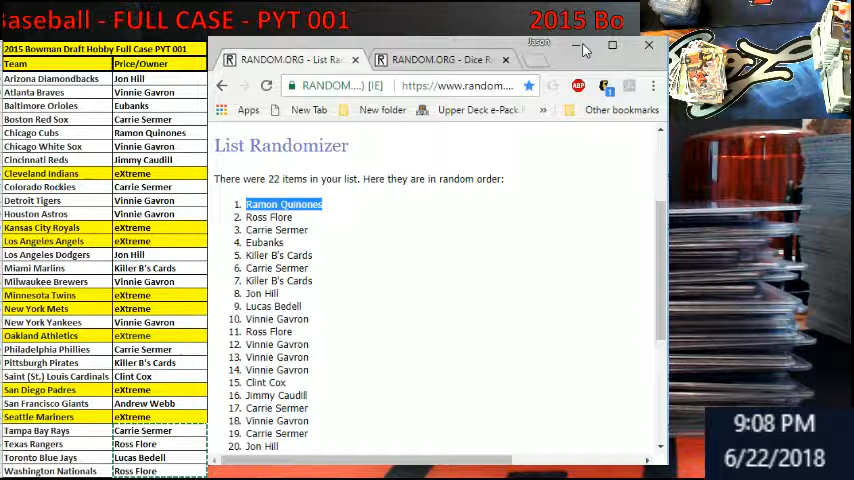 Baseball - FULL CASE - PYT 001
2015 Bo
2015 Bowman Draft Hobby Full Case PYT 001
Team Price/Owner
Arizona Diamondbacks Jon Hill
Atlanta Braves Vinnie Gavron
Baltimore Orioles Eubanks
Boston Red Sox Carrie Sermer
Chicago Cubs Ramon Quinones
Chicago White Sox Vinnie Gavron
Cincinnati Reds Jimmy Caudill
Cleveland Indians eXtreme
Colorado Rockies Carrie Sermer
Detroit Tigers Vinnie Gavron
Houston Astros Vinnie Gavron
Kansas City Royals eXtreme
Los Angeles Angels eXtreme
Los Angeles Dodgers Jon Hill
Miami Marlins Killer B's Cards
Milwaukee Brewers Vinnie Gavron
Minnesota Twins eXtreme
New York Mets eXtreme
New York Yankees Vinnie Gavron
Oakland Athletics eXtreme
Philadelphia Phillies Carrie Sermer
Pittsburgh Pirates Killer B's Cards
Saint (St.) Louis Cardinals Clint Cox
San Diego Padres eXtreme
San Francisco Giants Andrew Webb
Seattle Mariners eXtreme
Tampa Bay Rays Carrie Sermer
Texas Rangers Ross Flore
Toronto Blue Jays Lucas Bedell
Washington Nationals Ross Flore
Jason
RANDOM.ORG - List Ra
RANDOM.ORG - Dice R
RANDOM.... [IE] https://www.random...
ABP
1
Apps New Tab New folder Upper Deck e-Pack » Other bookmarks
List Randomizer
There were 22 items in your list. Here they are in random order:
1. Ramon Quinones
2. Ross Flore
3. Carrie Sermer
4. Eubanks
5. Killer B's Cards
6. Carrie Sermer
7. Killer B's Cards
8. Jon Hill
9. Lucas Bedell
10. Vinnie Gavron
11. Ross Flore
12. Vinnie Gavron
13. Vinnie Gavron
14. Vinnie Gavron
15. Clint Cox
16. Jimmy Caudill
17. Carrie Sermer
18. Vinnie Gavron
19. Carrie Sermer
20. Jon Hill
9:08 PM
6/22/2018